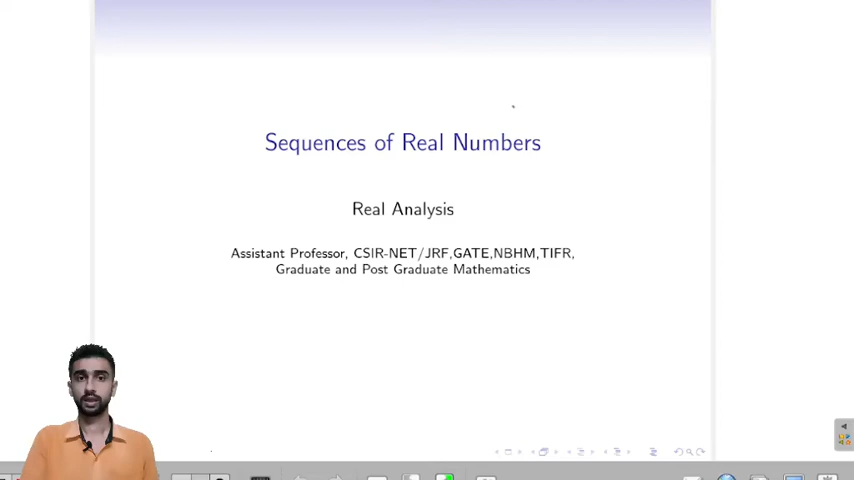 Sequences of Real Numbers
Real Analysis
Assistant Professor, CSIR-NET/JRF,GATE,NBHM,TIFR,
Graduate and Post Graduate Mathematics